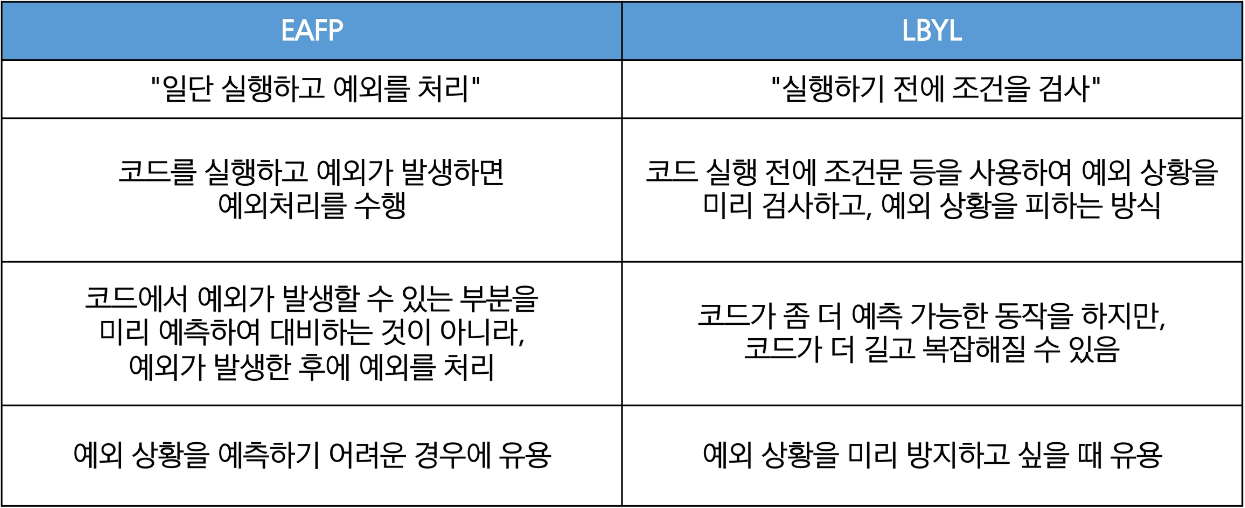 EAFP
LBYL
"일단 실행하고 예외를 처리"
"실행하기 전에 조건을 검사"
코드를 실행하고 예외가 발생하면
예외처리를 수행
코드 실행 전에 조건문 등을 사용하여 예외 상황을
미리 검사하고, 예외 상황을 피하는 방식
코드에서 예외가 발생할 수 있는 부분을
미리 예측하여 대비하는 것이 아니라,
예외가 발생한 후에 예외를 처리
코드가 좀 더 예측 가능한 동작을 하지만,
코드가 더 길고 복잡해질 수 있음
예외 상황을 예측하기 어려운 경우에 유용
예외 상황을 미리 방지하고 싶을 때 유용